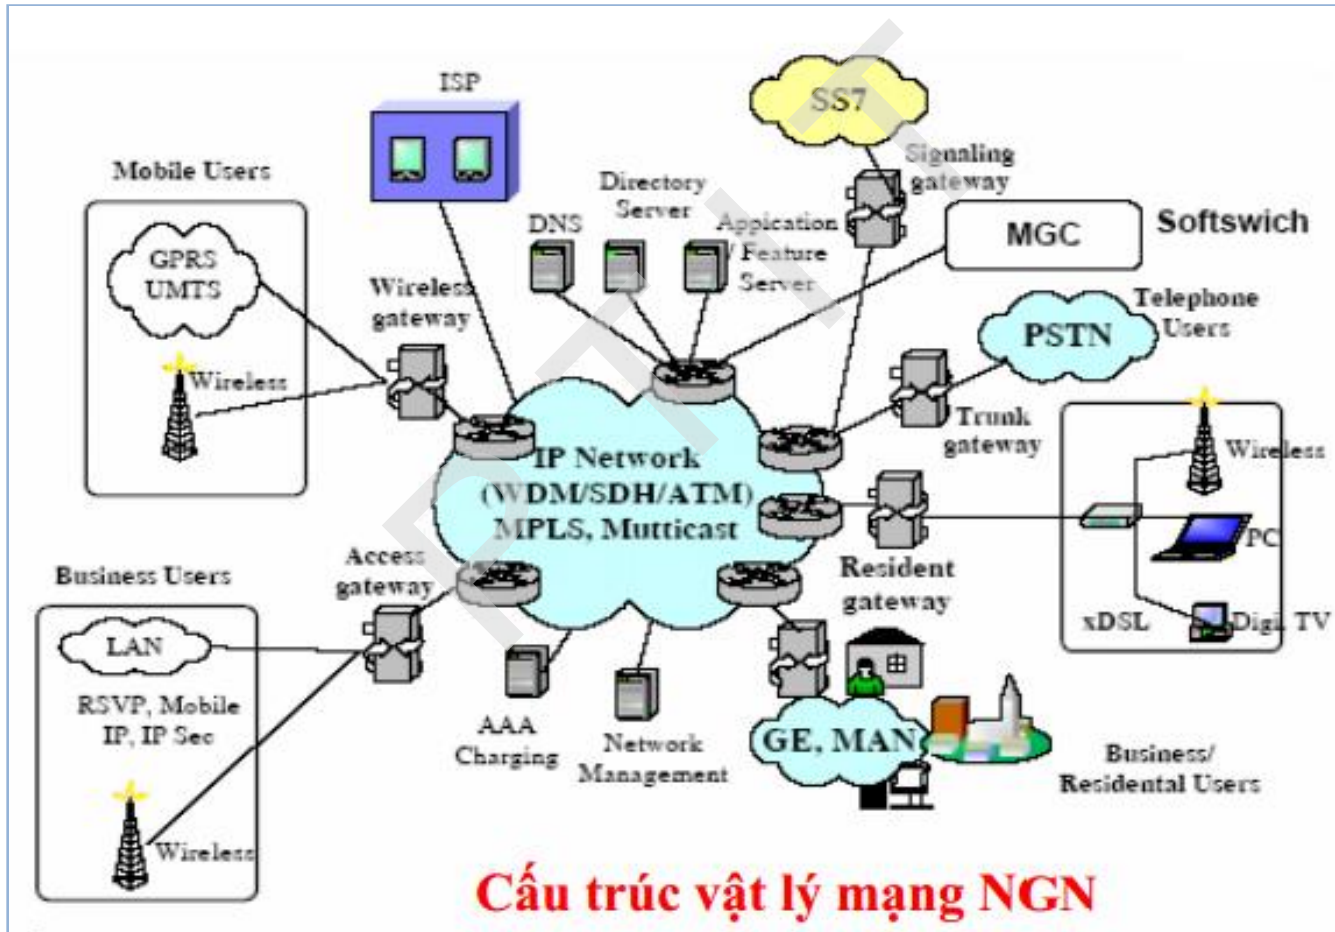 ISP
SS7
Mobile Users
Signaling
gateway
Directory
Server
DNS
Appication
/ Feature
Server
MGC
Softswich
GPRS
UMTS
Wireless
gateway
Telephone
Users
PSTN
Wireless
Trunk
gateway
Wireless
IP Network
(WDM/SDH/ATM)
MPLS, Mutticast
PC
Access
gateway
Resident
gateway
Business Users
xDSL
Digi. TV
LAN
RSVP, Mobile
IP, IP Sec
AAA
Charging
Network
Management
GE, MAN
Business/
Residental Users
Wireless
Cấu trúc vật lý mạng NGN
PTIT